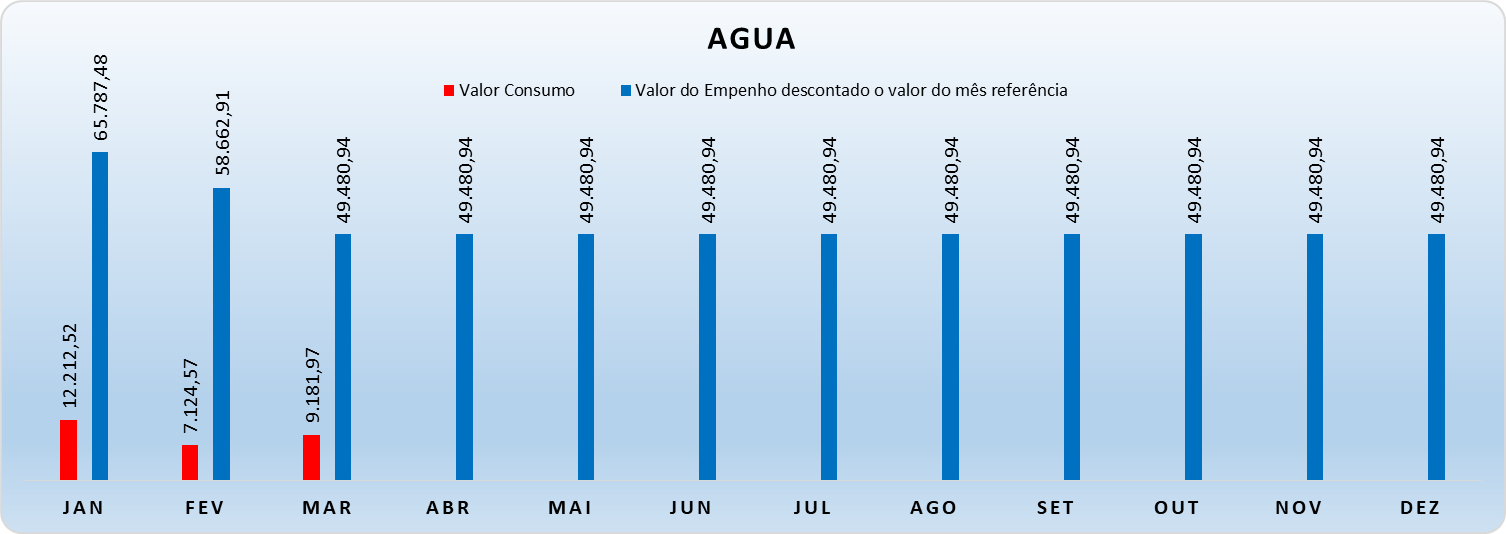 AGUA
Valor Consumo
Valor do Empenho descontado o valor do mês referência
12.212,52
65.787,48
7.124,57
58.662,91
9.181,97
49.480,94
49.480,94
49.480,94
49.480,94
49.480,94
49.480,94
49.480,94
49.480,94
49.480,94
49.480,94
JAN
FEV
MAR
ABR
MAI
JUN
JUL
AGO
SET
OUT
NOV
DEZ